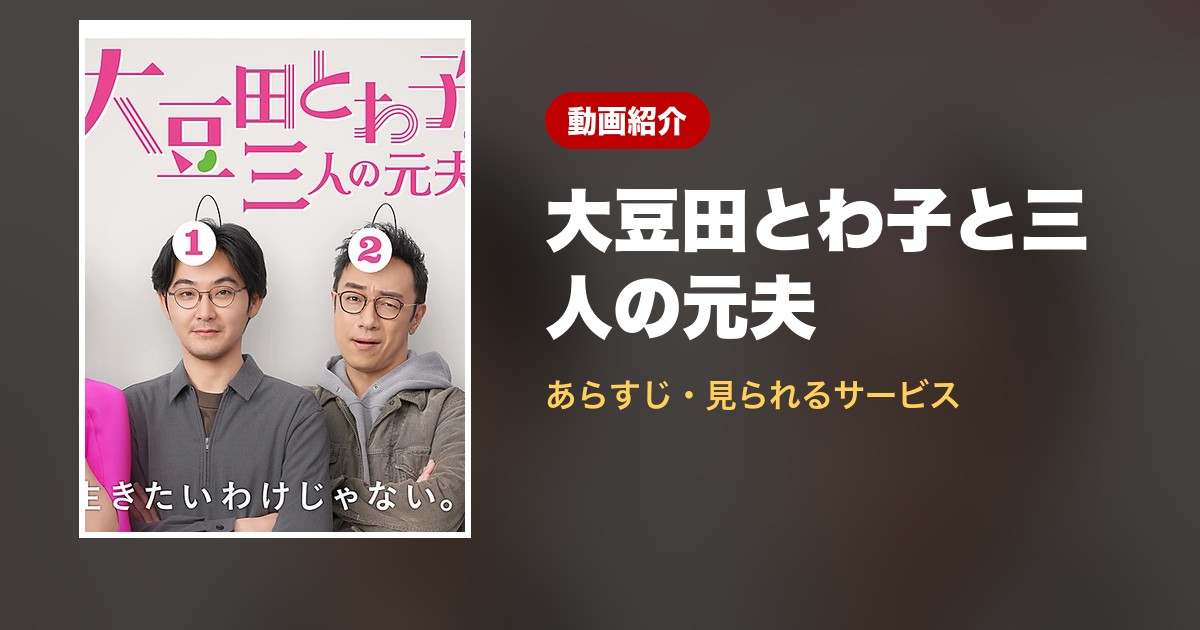 大豆田とわ子
三人の元夫
1
2
生きたいわけじゃない。
動画紹介
大豆田とわ子と三
人の元夫
あらすじ・見られるサービス